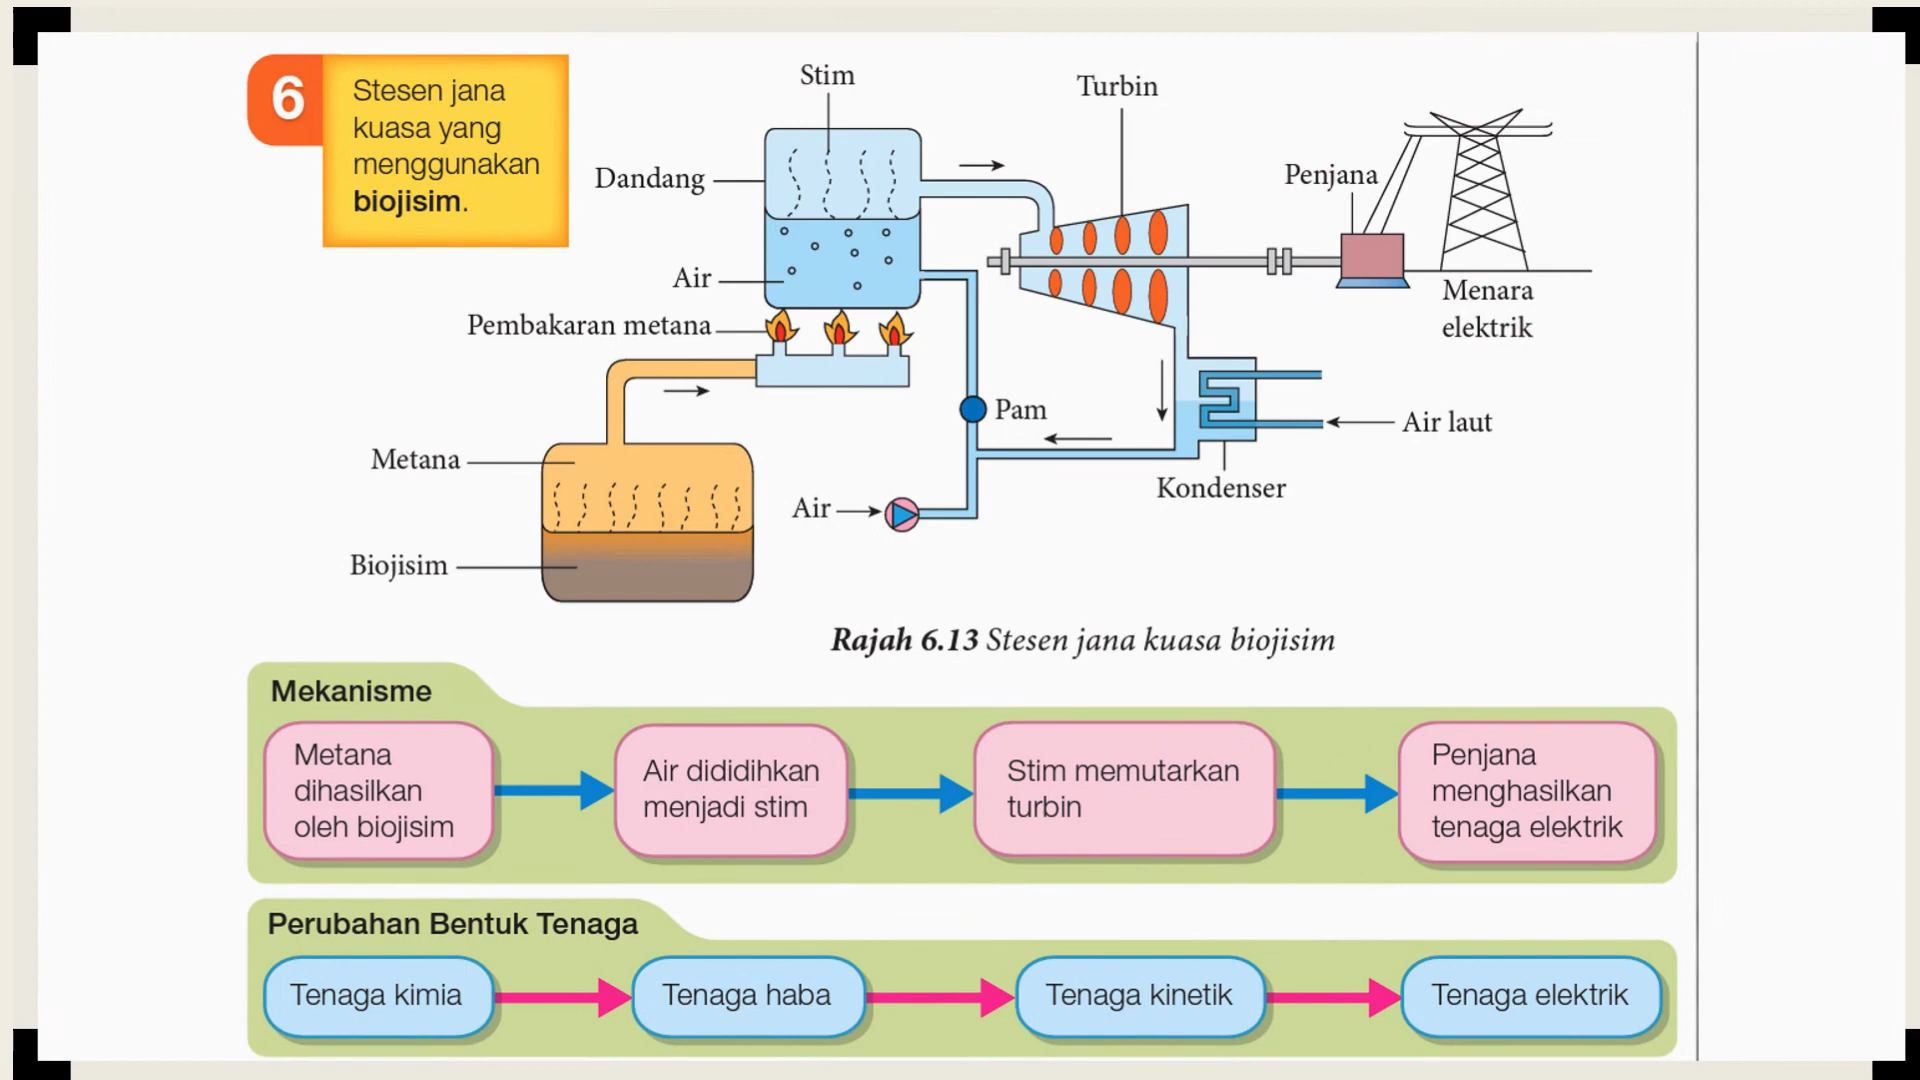 6
Stesen jana
kuasa yang
menggunakan
biojisim.
Stim
Turbin
Dandang
Penjana
Air
Menara
elektrik
Pembakaran metana
Pam
Air laut
Metana
Kondenser
Air
Biojisim
Rajah 6.13 Stesen jana kuasa biojisim
Mekanisme
Metana
dihasilkan
oleh biojisim
Air dididihkan
menjadi stim
Stim memutarkan
turbin
Penjana
menghasilkan
tenaga elektrik
Perubahan Bentuk Tenaga
Tenaga kimia
Tenaga haba
Tenaga kinetik
Tenaga elektrik